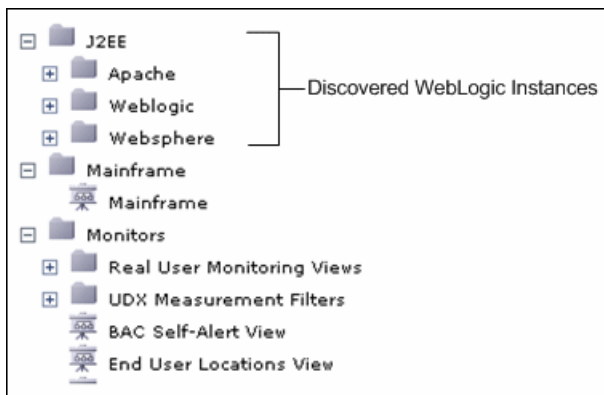 J2EE
Apache
Weblogic
Websphere
Discovered WebLogic Instances
Mainframe
Mainframe
Monitors
Real User Monitoring Views
UDX Measurement Filters
BAC Self-Alert View
End User Locations View